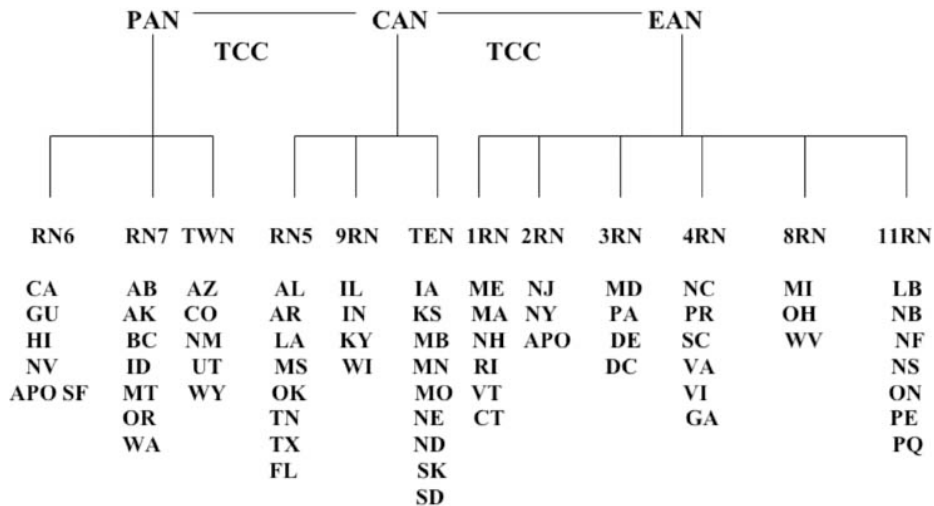 PAN CAN EAN
TCC TCC
RN6 RN7 TWN RN5 9RN TEN 1RN 2RN 3RN 4RN 8RN 11RN
CA AB AZ AL IL IA ME NJ MD NC MI LB
GU AK CO AR IN KS MA NY PA PR OH NB
HI BC NM LA KY MB NH APO DE SC WV NF
NV ID UT MS WI MN RI DC VA NS
APO SF MT WY OK MO VT VI ON
OR TN NE CT GA PE
WA TX ND PQ
FL SK
SD